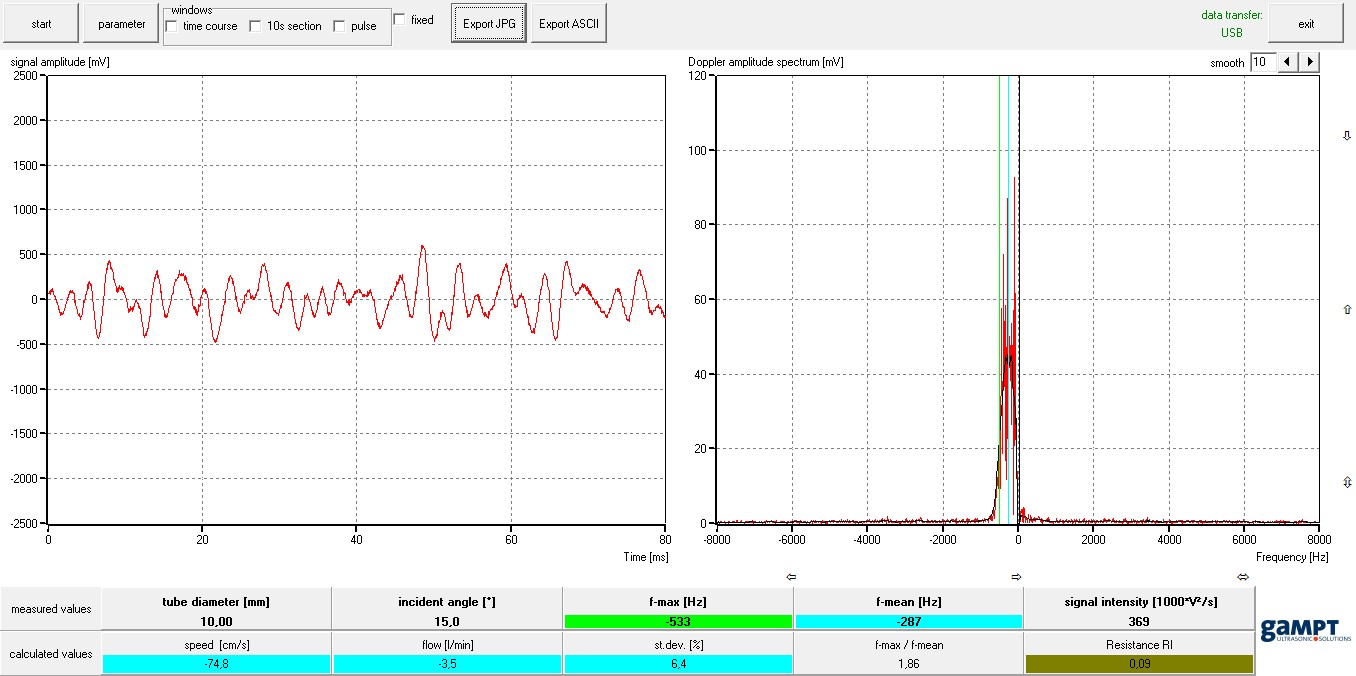 start
parameter
windows
time course
10s section
pulse
fixed
Export JPG
Export ASCII
data transfer:
USB
exit
signal amplitude [mV]
2500
2000
1500
1000
500
0
-500
-1000
-1500
-2000
-2500
0 20 40 60 80
Time [ms]
Doppler amplitude spectrum [mV]
smooth 10
120
100
80
60
40
20
0
-8000 -6000 -4000 -2000 0 2000 4000 6000 8000
Frequency [Hz]
measured values
tube diameter [mm] incident angle [°] f-max [Hz] f-mean [Hz] signal intensity [1000*V²/s]
10,00 15,0 -533 -287 369
calculated values
speed [cm/s] flow [l/min] st.dev. [%] f-max / f-mean Resistance RI
-74,8 -3,5 6,4 1,86 0,09
gAMPT
ULTRASONIC SOLUTIONS